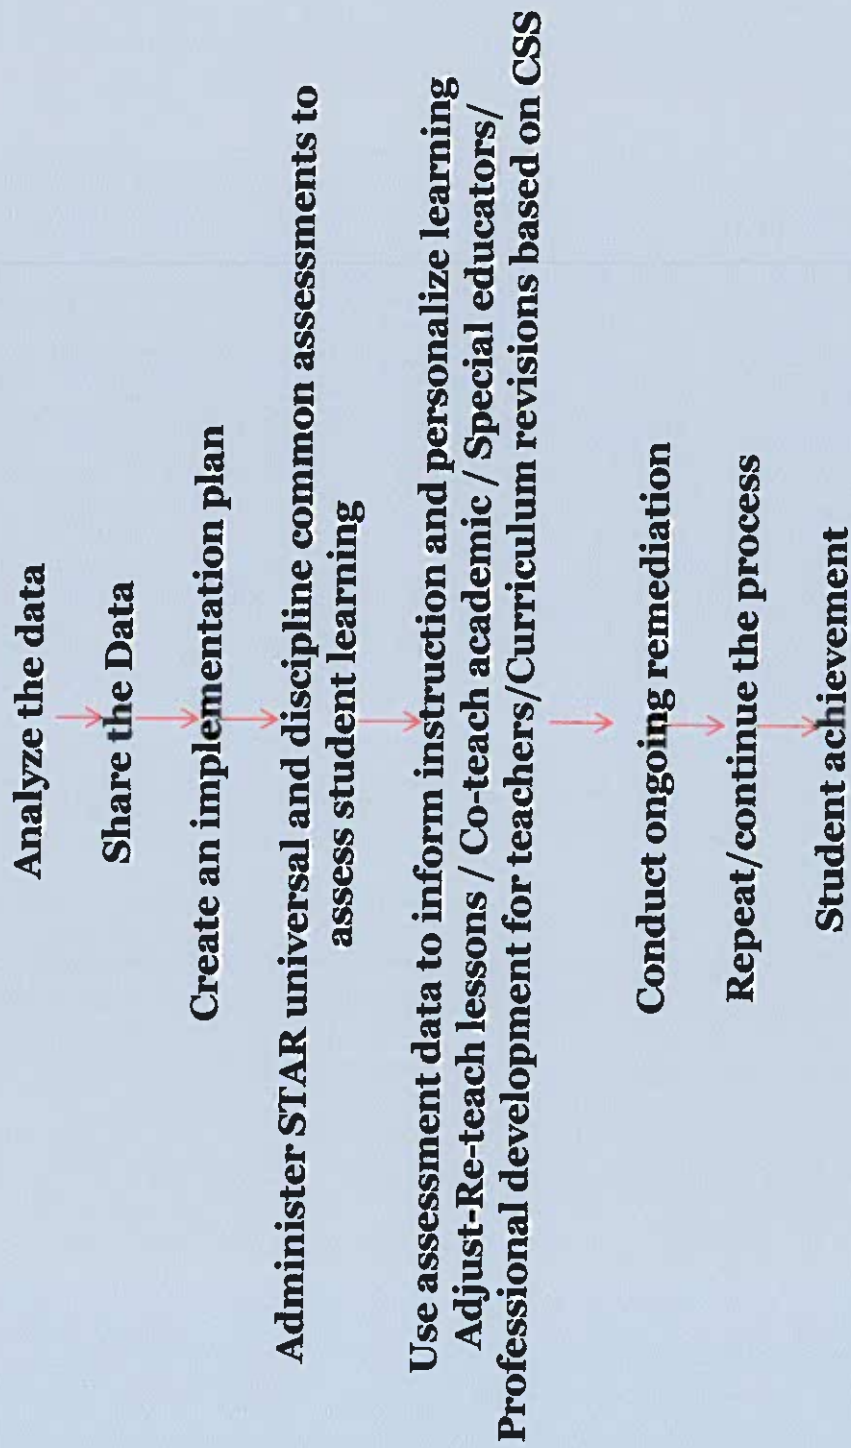 Analyze the data
Share the Data
Create an implementation plan
Administer STAR universal and discipline common assessments to
assess student learning
Use assessment data to inform instruction and personalize learning
Adjust-Re-teach lessons / Co-teach academic / Special educators/
Professional development for teachers/Curriculum revisions based on CSS
Conduct ongoing remediation
Repeat/continue the process
Student achievement